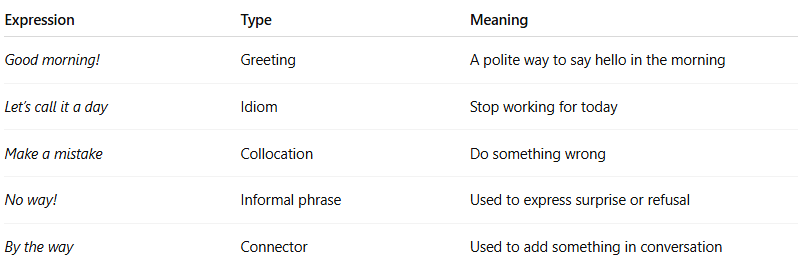 Expression Type Meaning
Good morning! Greeting A polite way to say hello in the morning
Let’s call it a day Idiom Stop working for today
Make a mistake Collocation Do something wrong
No way! Informal phrase Used to express surprise or refusal
By the way Connector Used to add something in conversation